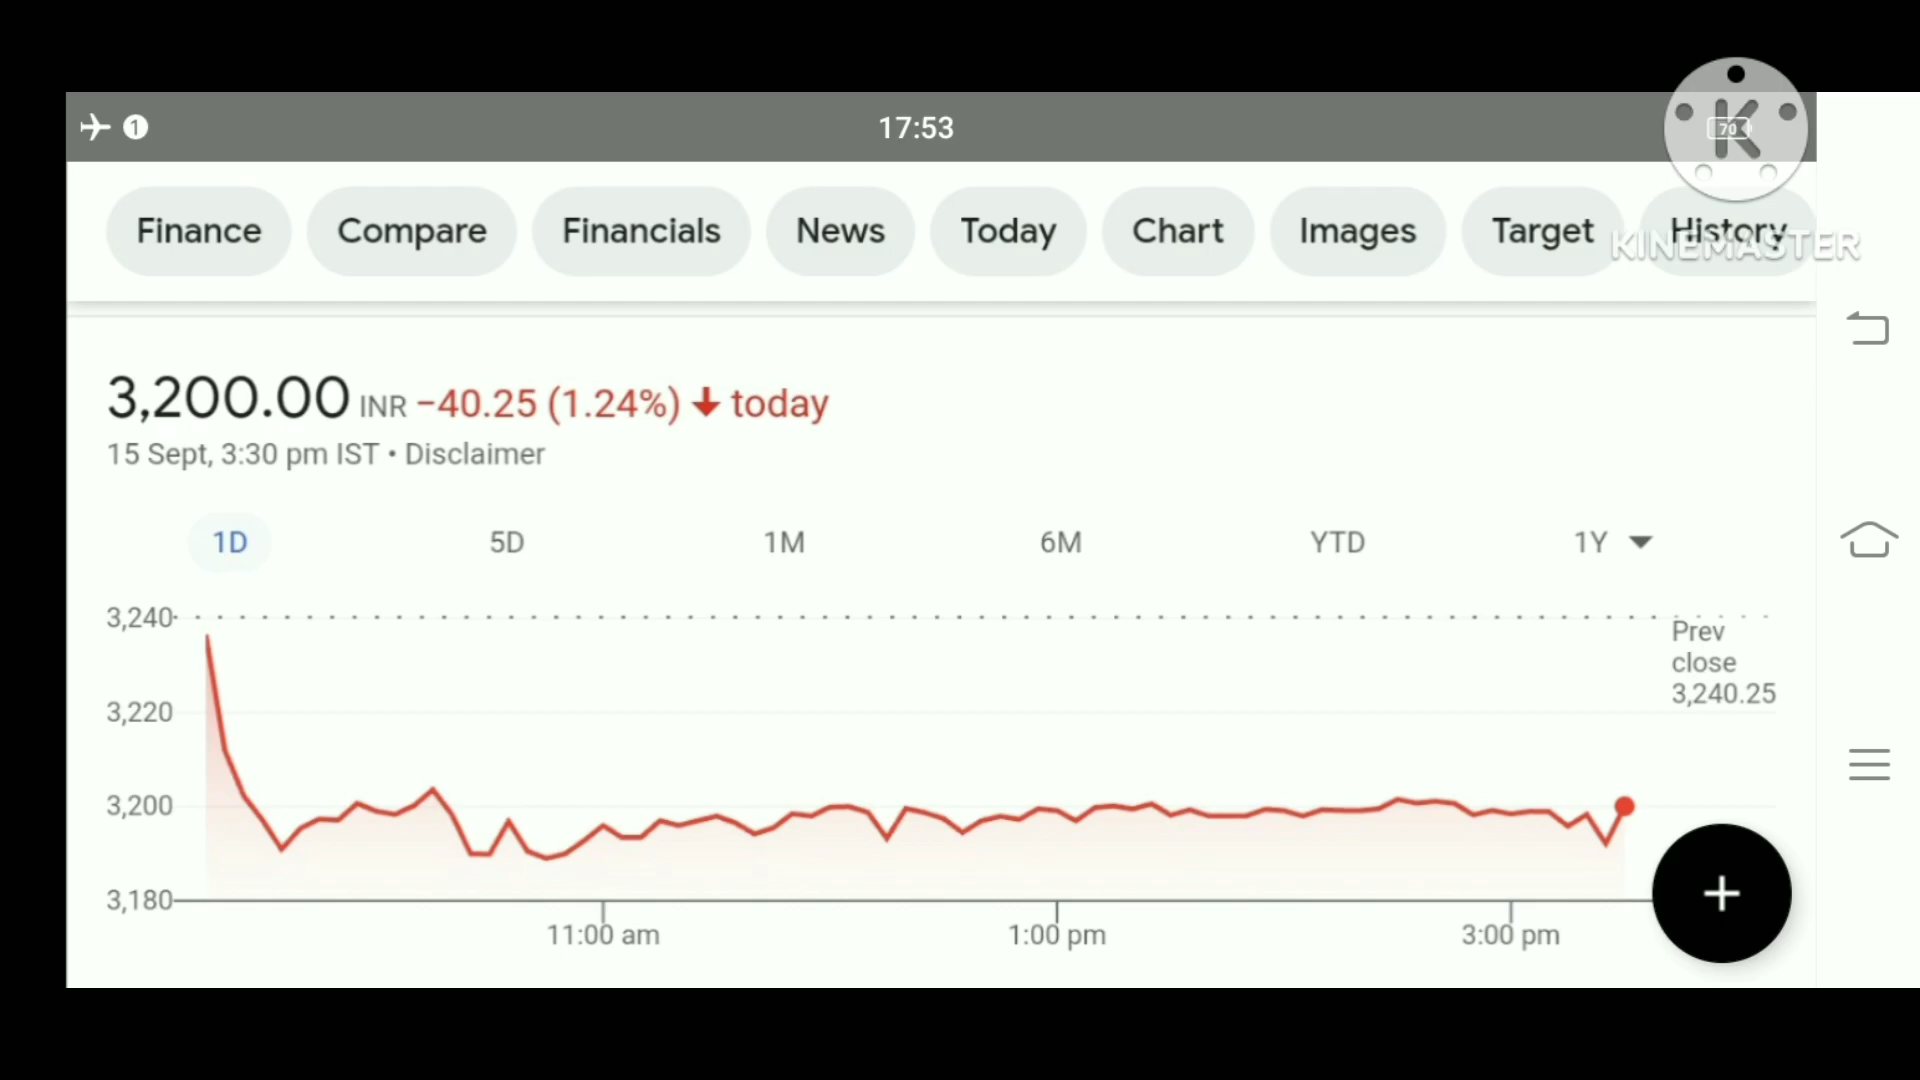 1 17:53 70
K
KINEMASTER
Finance Compare Financials News Today Chart Images Target History
3,200.00 INR −40.25 (1.24%) today
15 Sept, 3:30 pm IST • Disclaimer
1D 5D 1M 6M YTD 1Y
3,240
Prev
close
3,240.25
3,220
3,200
3,180
11:00 am 1:00 pm 3:00 pm